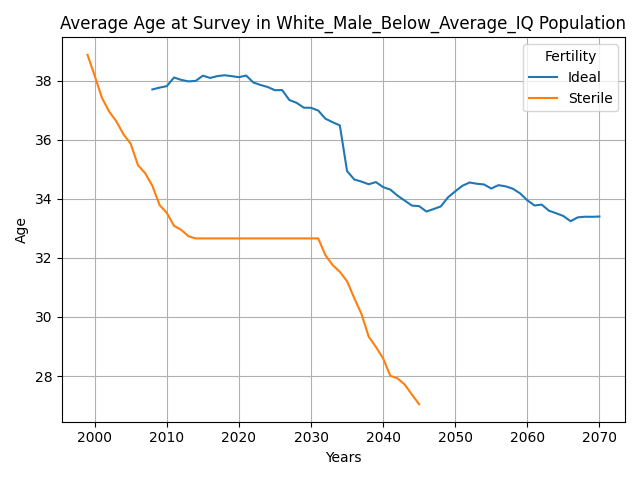 Average Age at Survey in White_Male_Below_Average_IQ Population
Fertility
Ideal
Sterile
Age
38
36
34
32
30
28
2000 2010 2020 2030 2040 2050 2060 2070
Years